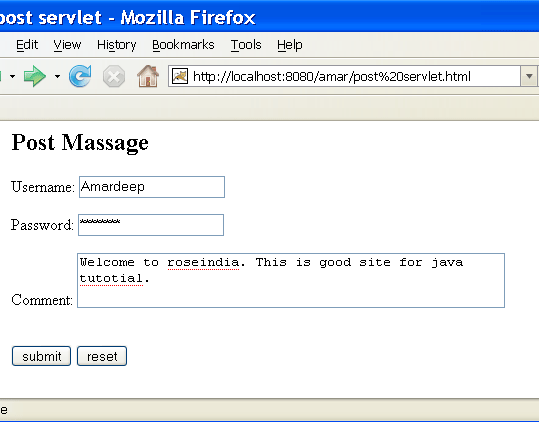 post servlet - Mozilla Firefox
Edit View History Bookmarks Tools Help
http://localhost:8080/amar/post%20servlet.html
Post Massage
Username: Amardeep
Password: ********
Comment: Welcome to roseindia. This is good site for java
tutotial.
submit reset
e